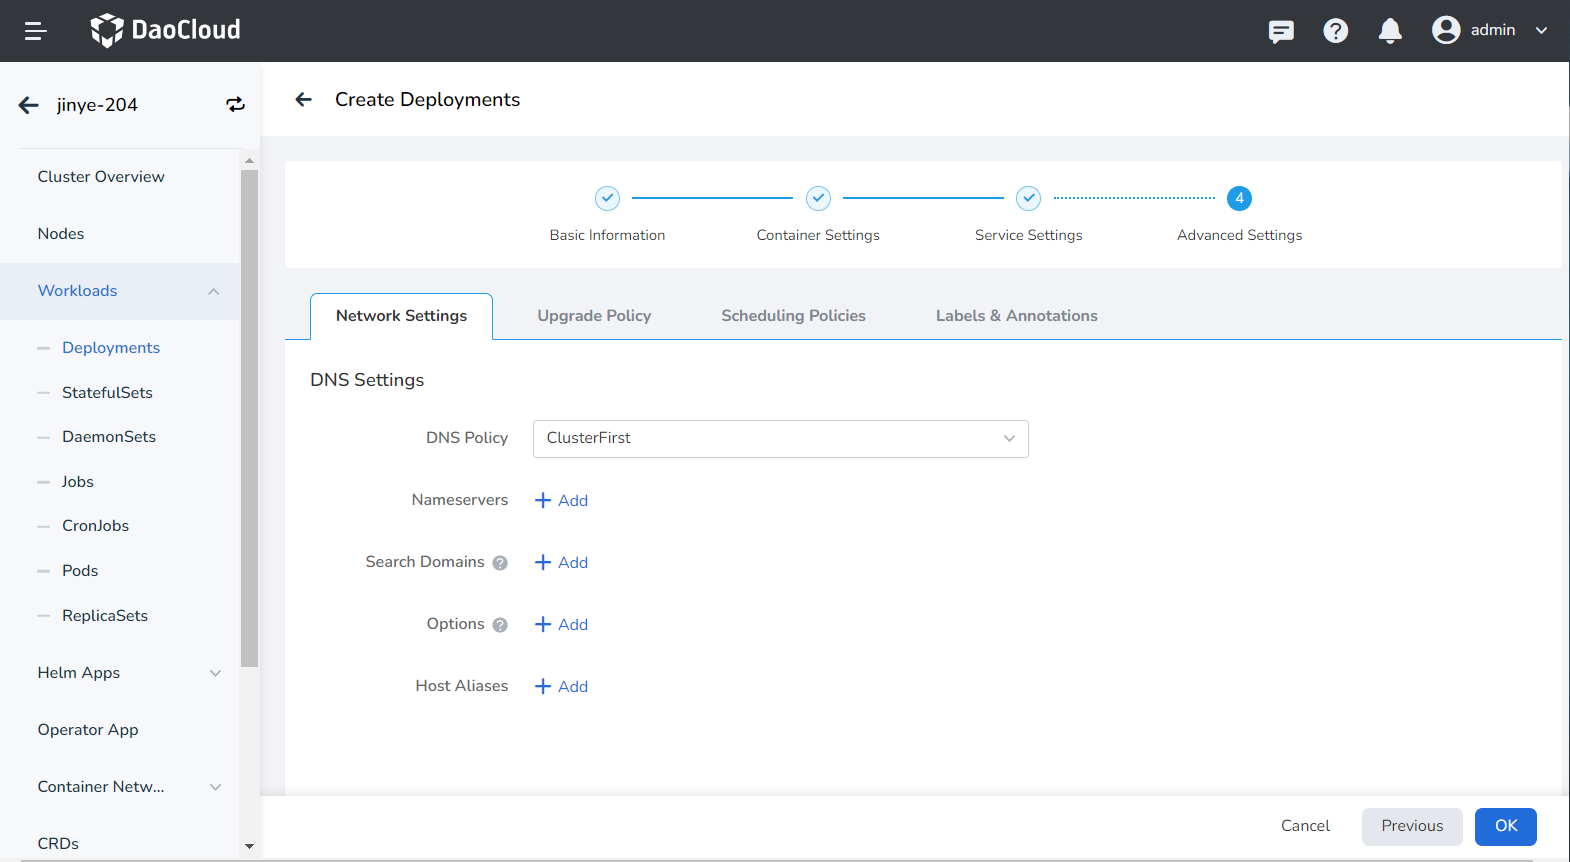 DaoCloud
admin
jinye-204
Create Deployments
Cluster Overview
Nodes
Workloads
Deployments
StatefulSets
DaemonSets
Jobs
CronJobs
Pods
ReplicaSets
Helm Apps
Operator App
Container Netw...
CRDs
4
Basic Information
Container Settings
Service Settings
Advanced Settings
Network Settings
Upgrade Policy
Scheduling Policies
Labels & Annotations
DNS Settings
DNS Policy
ClusterFirst
Nameservers
+ Add
Search Domains ?
+ Add
Options ?
+ Add
Host Aliases
+ Add
Cancel
Previous
OK